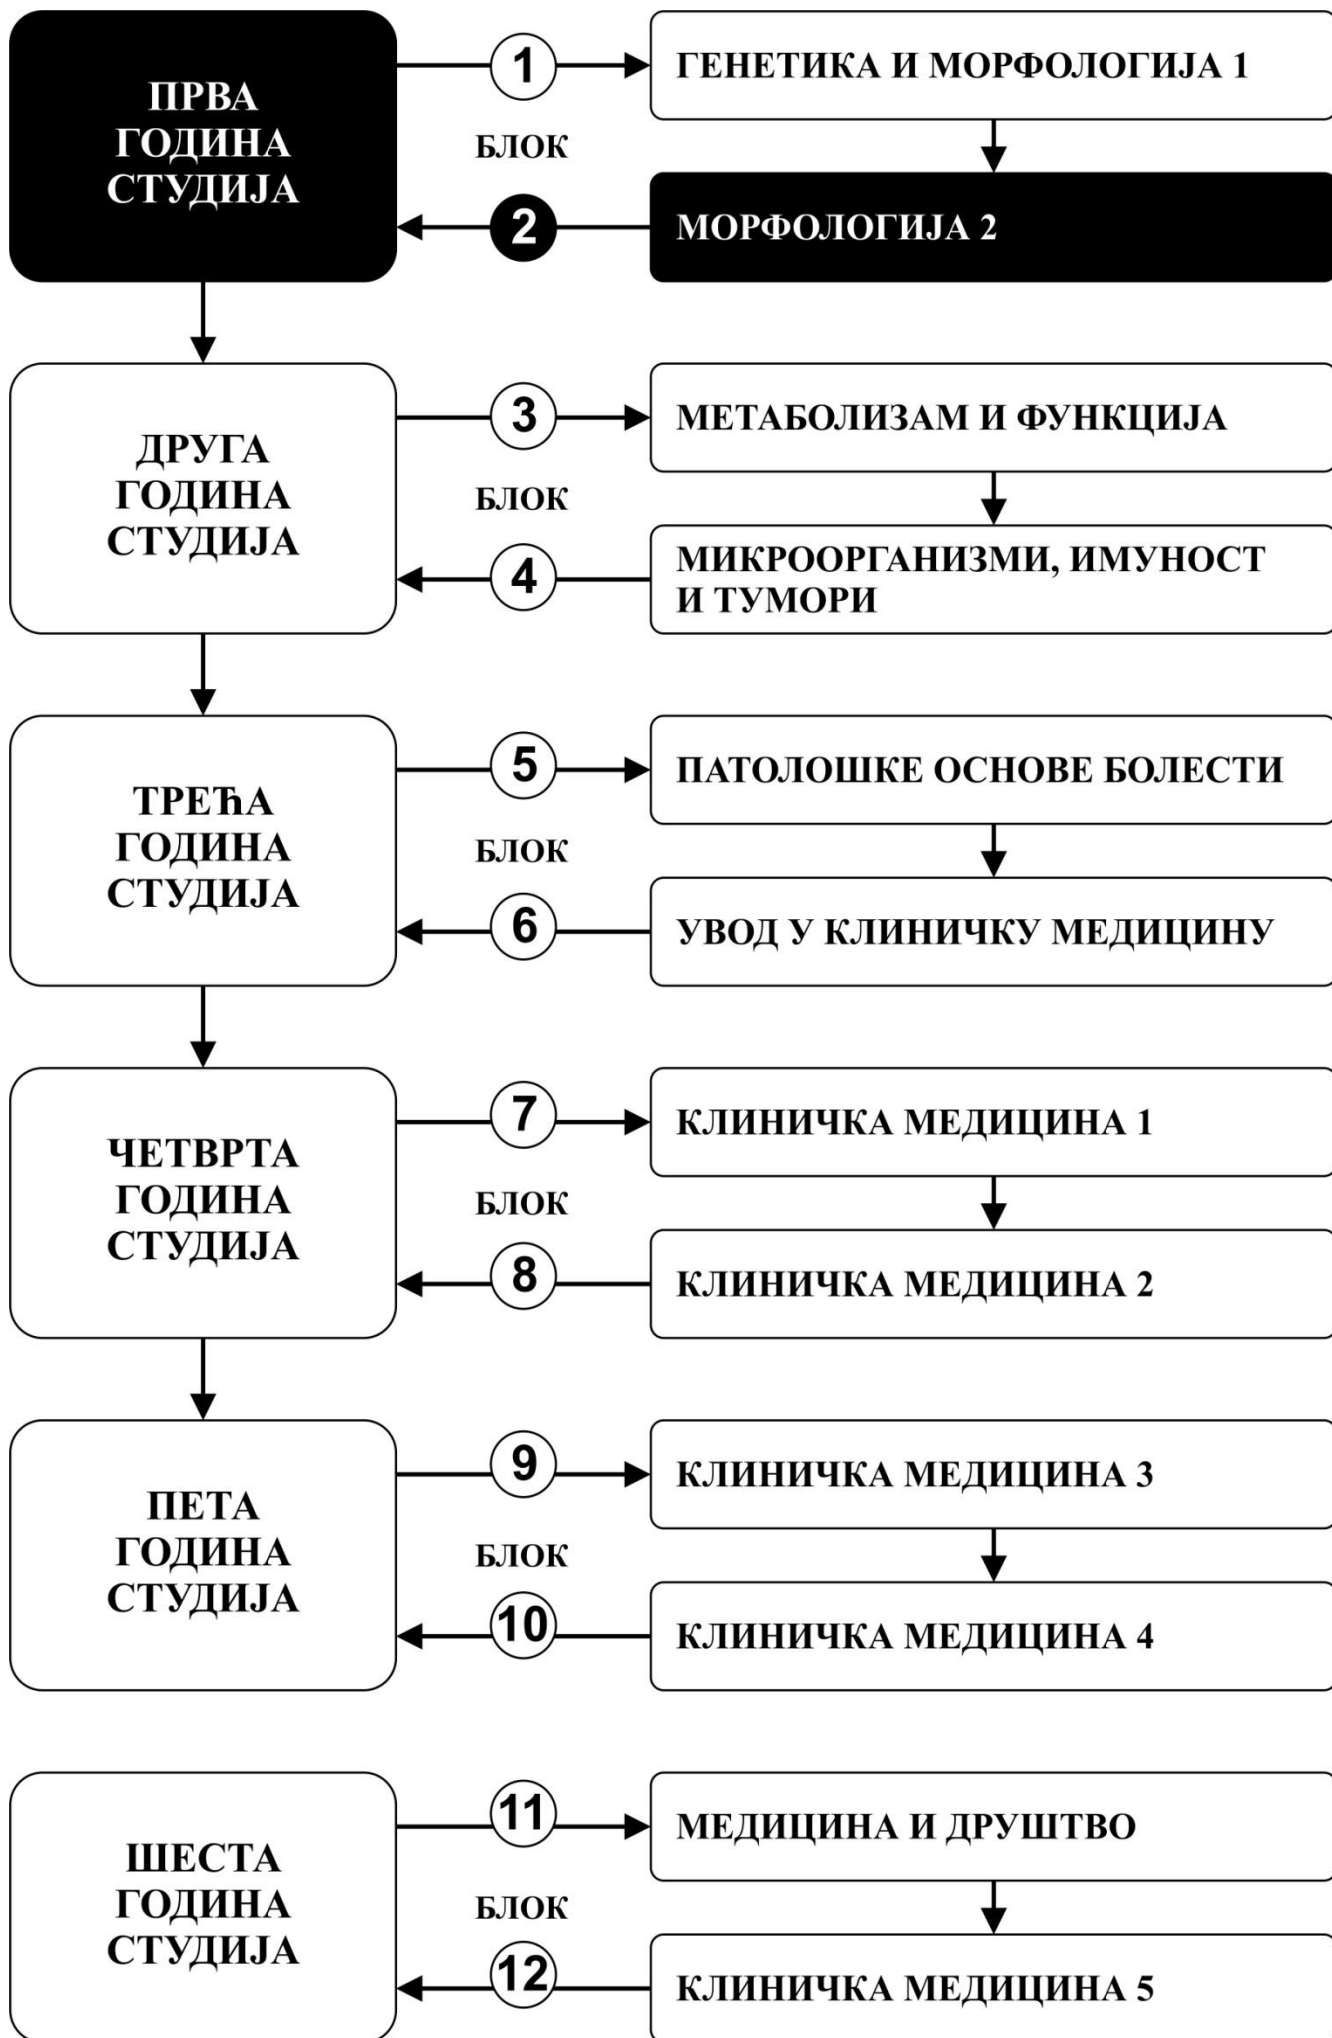 ПРВА
ГОДИНА
СТУДИЈА
1
ГЕНЕТИКА И МОРФОЛОГИЈА 1
БЛОК
2
МОРФОЛОГИЈА 2
ДРУГА
ГОДИНА
СТУДИЈА
3
МЕТАБОЛИЗАМ И ФУНКЦИЈА
БЛОК
4
МИКРООРГАНИЗМИ, ИМУНОСТ
И ТУМОРИ
ТРЕЋА
ГОДИНА
СТУДИЈА
5
ПАТОЛОШКЕ ОСНОВЕ БОЛЕСТИ
БЛОК
6
УВОД У КЛИНИЧКУ МЕДИЦИНУ
ЧЕТВРТА
ГОДИНА
СТУДИЈА
7
КЛИНИЧКА МЕДИЦИНА 1
БЛОК
8
КЛИНИЧКА МЕДИЦИНА 2
ПЕТА
ГОДИНА
СТУДИЈА
9
КЛИНИЧКА МЕДИЦИНА 3
БЛОК
10
КЛИНИЧКА МЕДИЦИНА 4
ШЕСТА
ГОДИНА
СТУДИЈА
11
МЕДИЦИНА И ДРУШТВО
БЛОК
12
КЛИНИЧКА МЕДИЦИНА 5